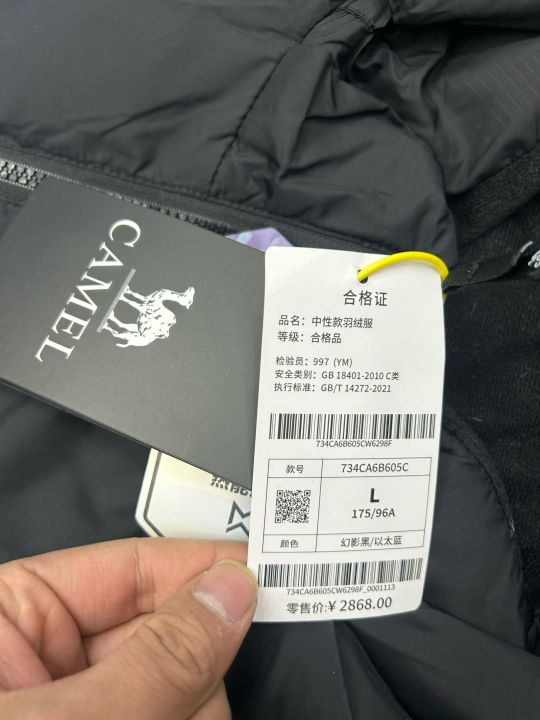 CAMEL
合格证
品名：中性款羽绒服
等级：合格品
检验员：997 (YM)
安全类别：GB 18401-2010 C类
执行标准：GB/T 14272-2021
734CA6B605CW6298F
款号 734CA6B605C
L
175/96A
颜色 幻影黑/以太蓝
734CA6B605CW6298F_0001113
零售价:¥ 2868.00